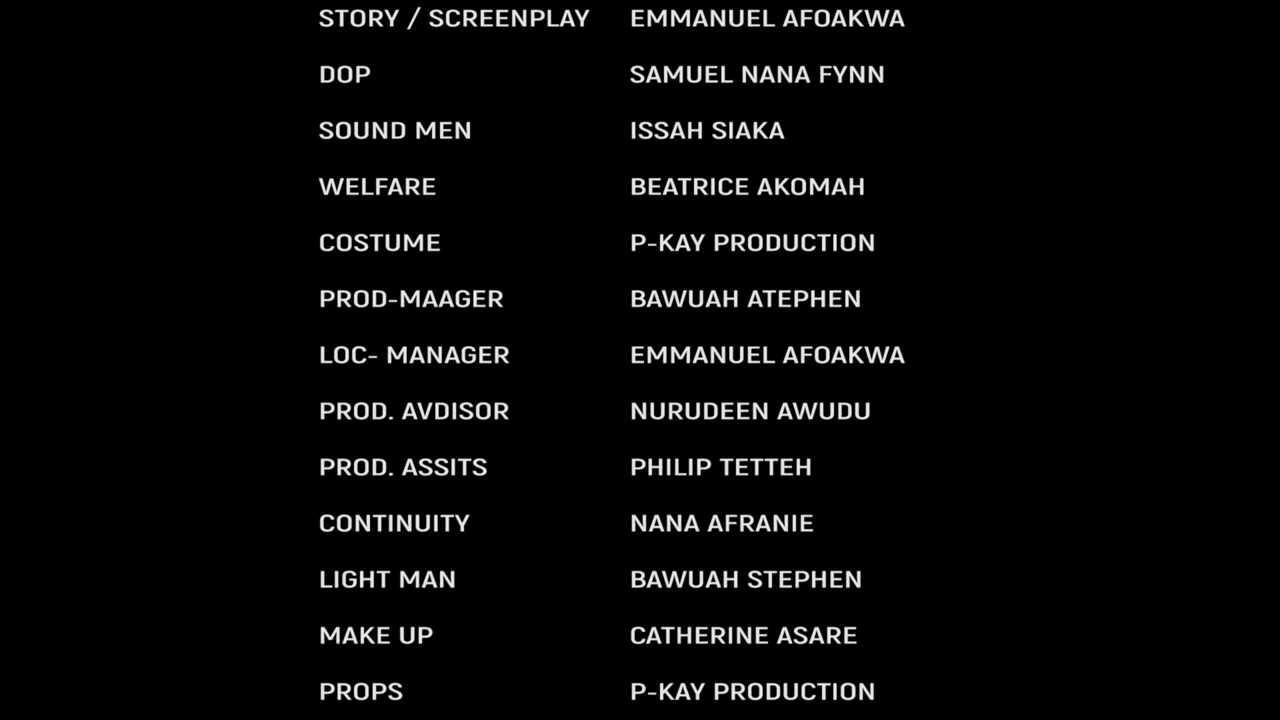 STORY / SCREENPLAY EMMANUEL AFOAKWA
DOP SAMUEL NANA FYNN
SOUND MEN ISSAH SIAKA
WELFARE BEATRICE AKOMAH
COSTUME P-KAY PRODUCTION
PROD-MAAGER BAWUAH ATEPHEN
LOC- MANAGER EMMANUEL AFOAKWA
PROD. AVDISOR NURUDEEN AWUDU
PROD. ASSITS PHILIP TETTEH
CONTINUITY NANA AFRANIE
LIGHT MAN BAWUAH STEPHEN
MAKE UP CATHERINE ASARE
PROPS P-KAY PRODUCTION